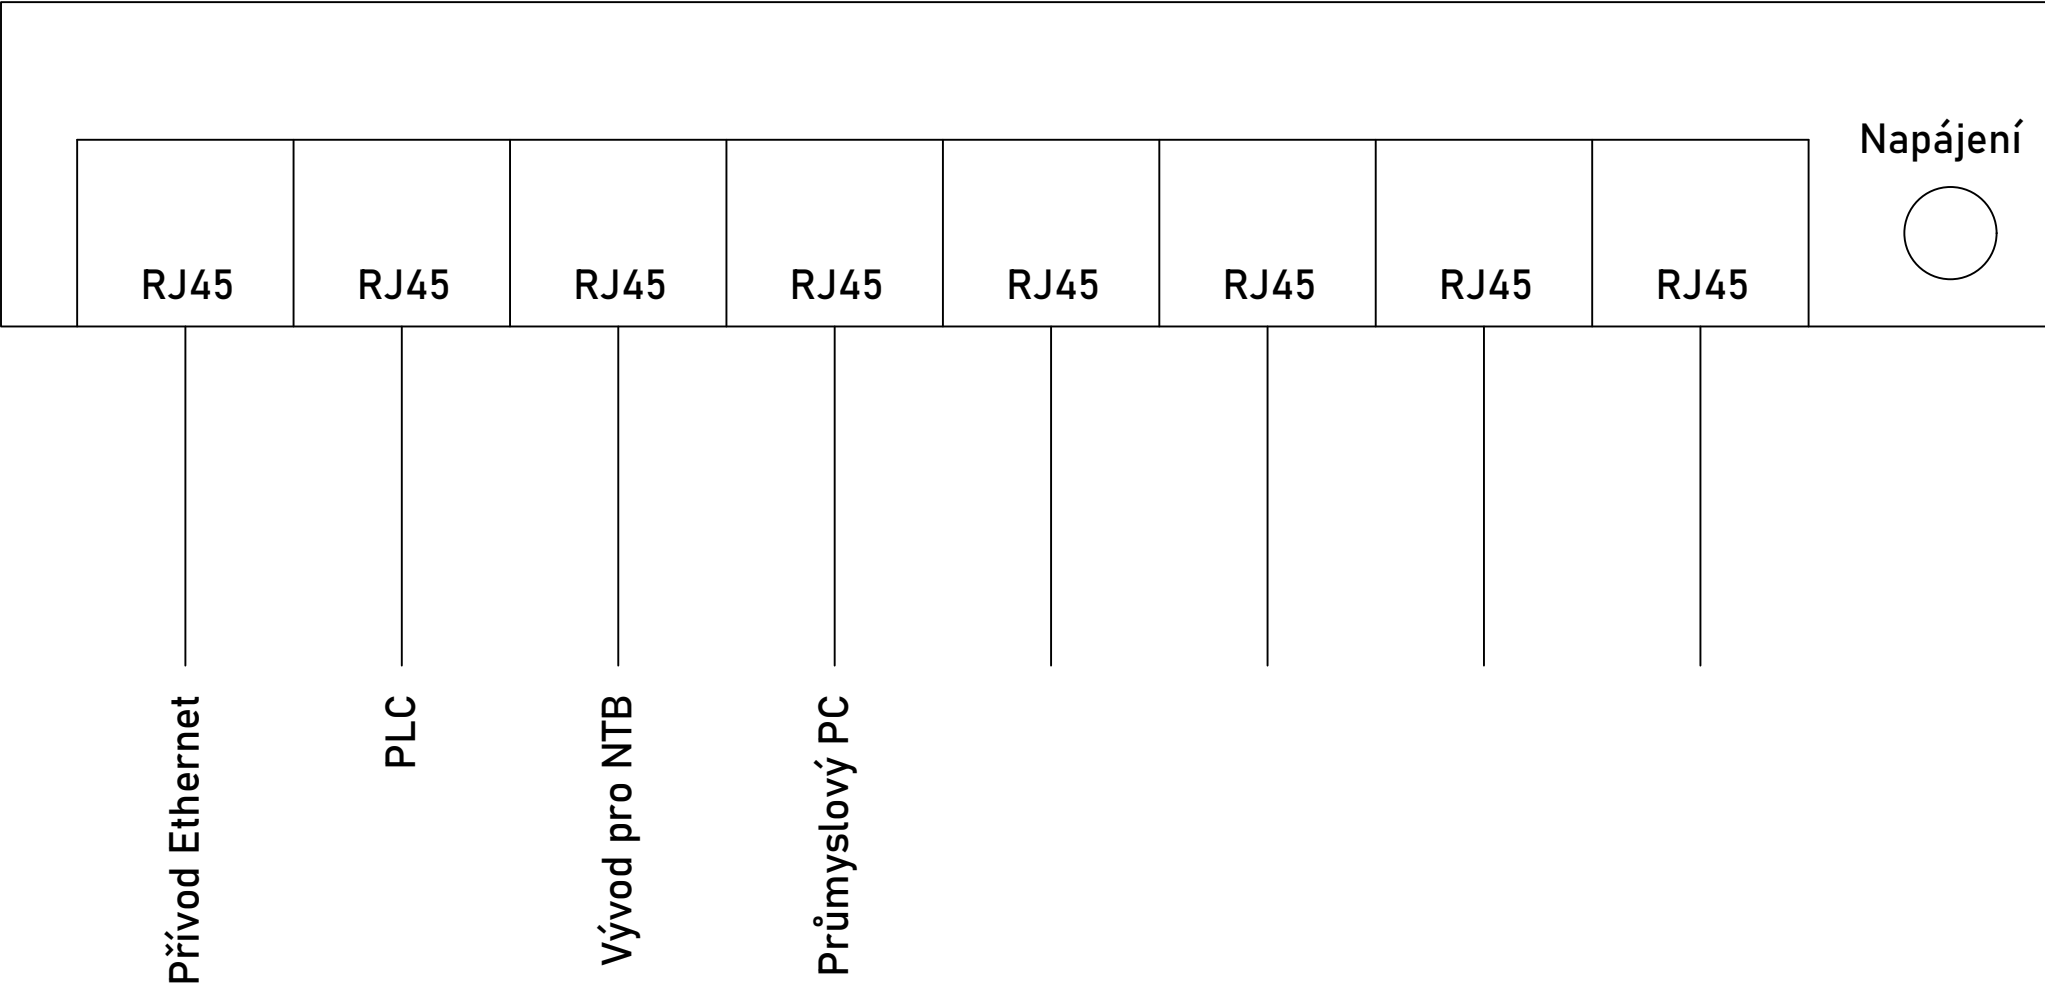 Napájení
RJ45
RJ45
RJ45
RJ45
RJ45
RJ45
RJ45
RJ45
Přívod Ethernet
PLC
Vývod pro NTB
Průmyslový PC